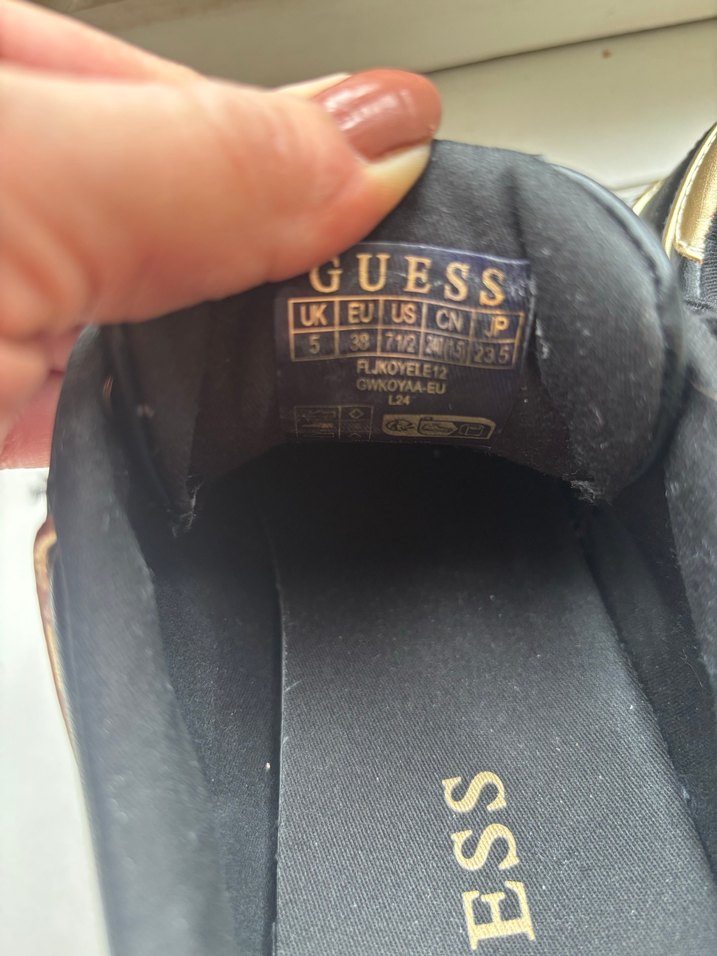 GUESS
UK EU US CN JP
5 38 7 1/2 240 (1.5) 23.5
FLJKOYELE12
GWKOYAA-EU
L24
ESS